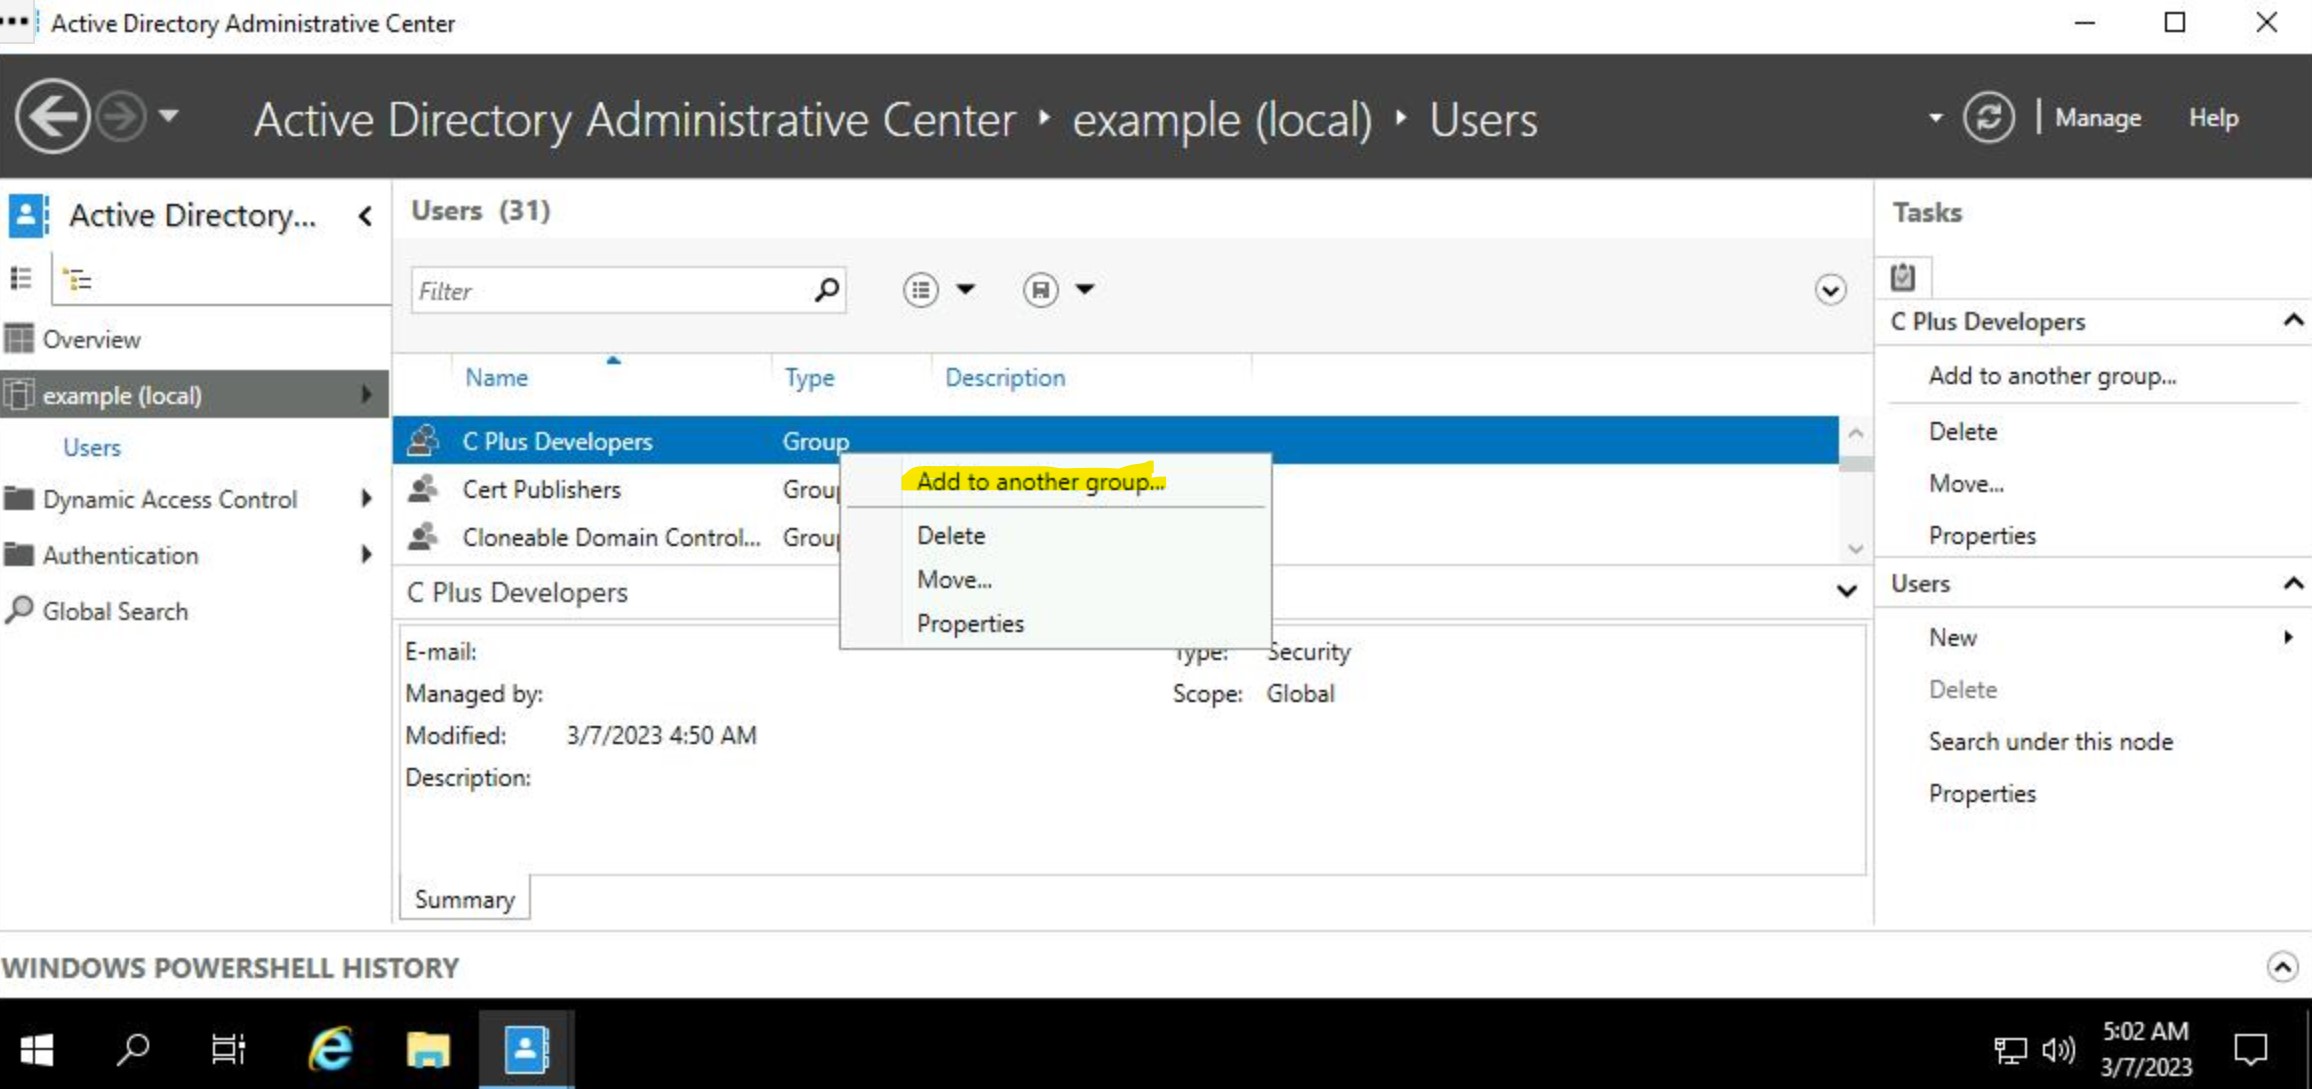 Active Directory Administrative Center
Active Directory Administrative Center ‣ example (local) ‣ Users
Manage
Help
Active Directory...
Overview
example (local)
Users
Dynamic Access Control
Authentication
Global Search
Users (31)
Filter
Name Type Description
C Plus Developers Group
Cert Publishers Grou
Cloneable Domain Control... Grou
Add to another group...
Delete
Move...
Properties
C Plus Developers
E-mail:
Managed by:
Modified: 3/7/2023 4:50 AM
Description:
Type: Security
Scope: Global
Summary
Tasks
C Plus Developers
Add to another group...
Delete
Move...
Properties
Users
New
Delete
Search under this node
Properties
WINDOWS POWERSHELL HISTORY
5:02 AM
3/7/2023